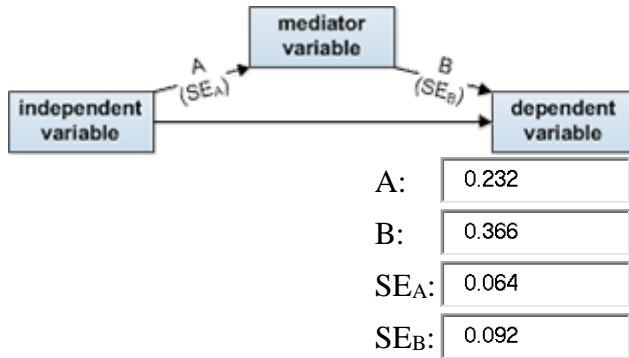 mediator
variable
A
(SEA)
B
(SEB)
independent
variable
dependent
variable
A: 0.232
B: 0.366
SEA: 0.064
SEB: 0.092